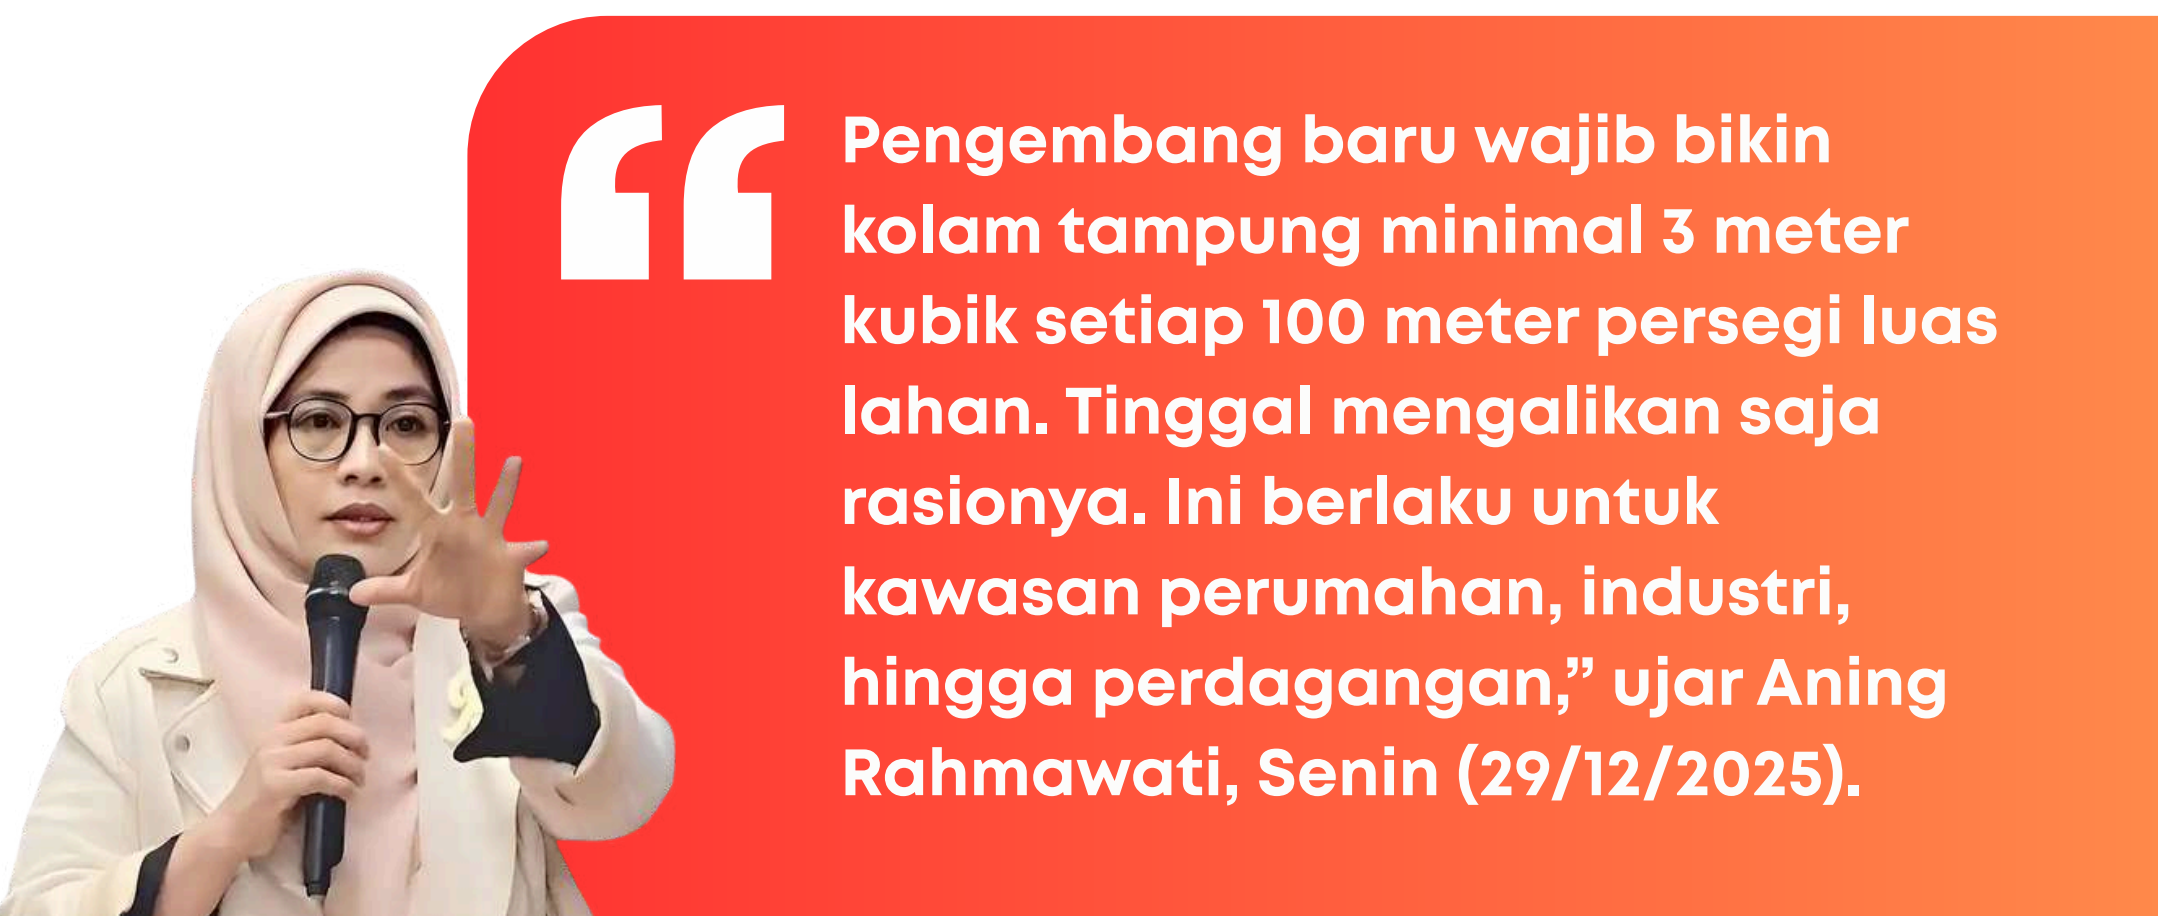 “
Pengembang baru wajib bikin
kolam tampung minimal 3 meter
kubik setiap 100 meter persegi luas
lahan. Tinggal mengalikan saja
rasionya. Ini berlaku untuk
kawasan perumahan, industri,
hingga perdagangan,” ujar Aning
Rahmawati, Senin (29/12/2025).